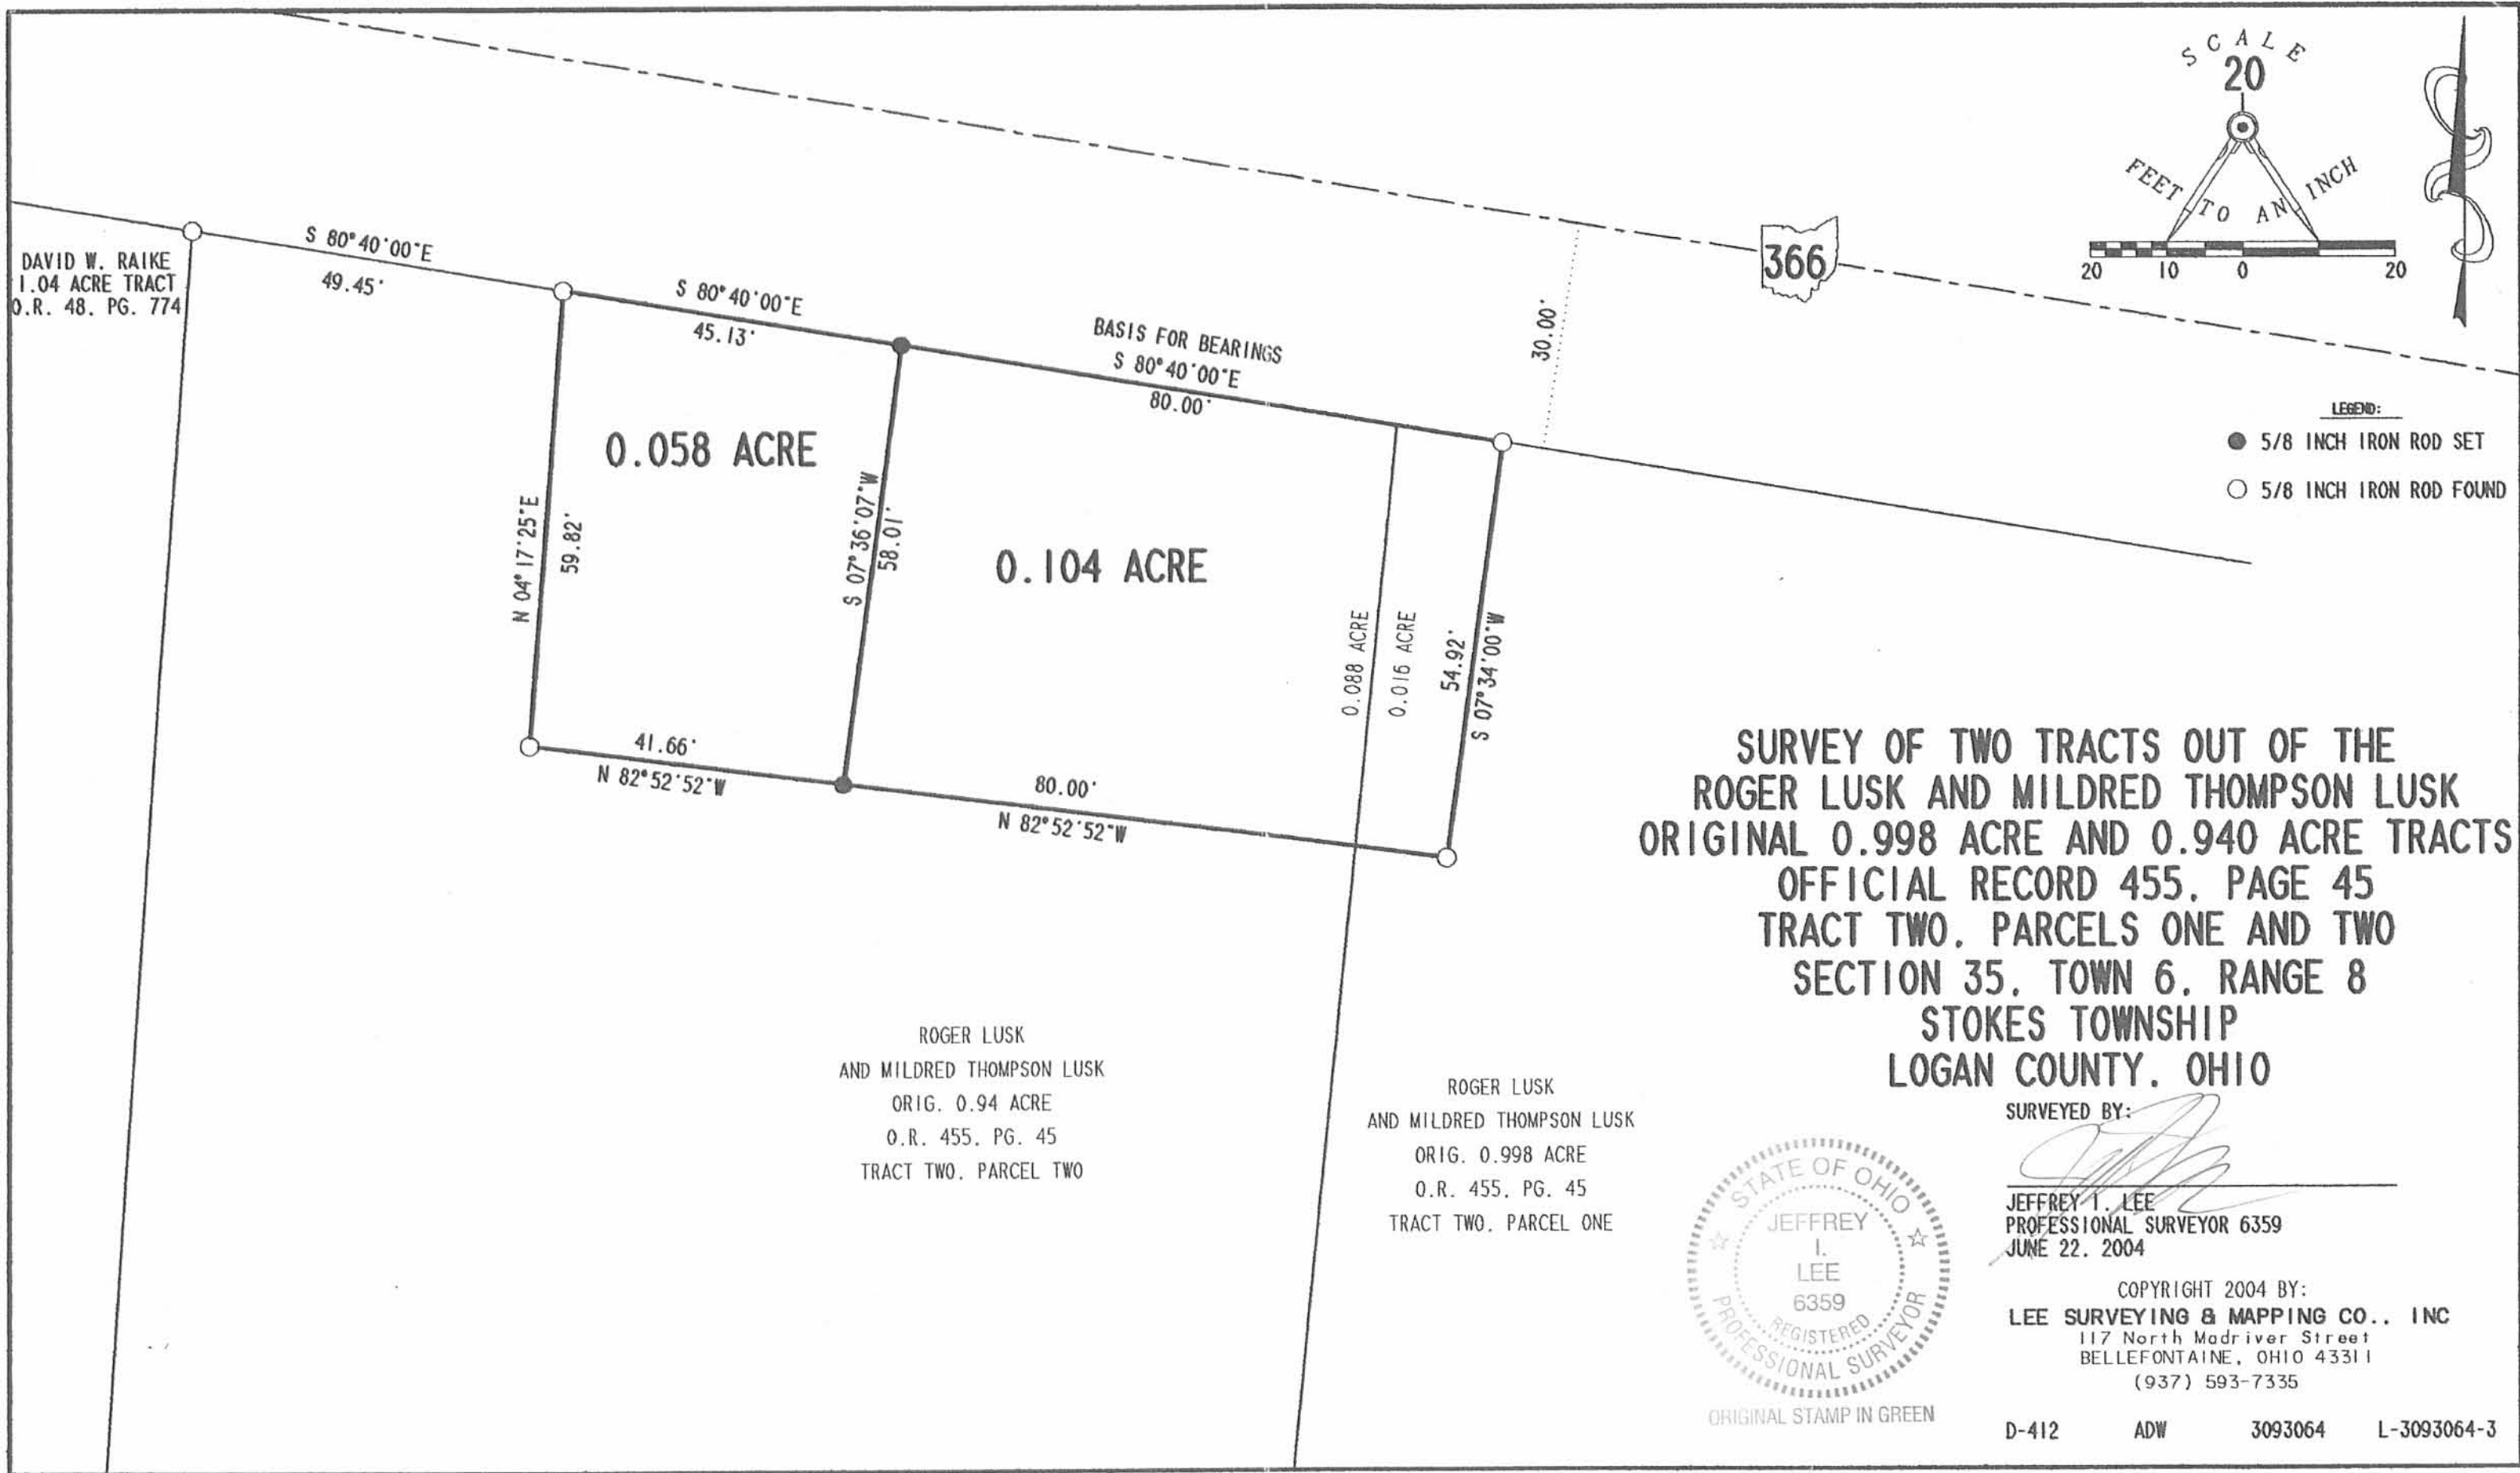 SCALE
20
FEET TO AN INCH
20 10 0 20
366
DAVID W. RAIKE
1.04 ACRE TRACT
O.R. 48, PG. 774
S 80°40'00"E
49.45'
S 80°40'00"E
45.13'
BASIS FOR BEARINGS
S 80°40'00"E
80.00'
30.00'
LEGEND:
5/8 INCH IRON ROD SET
5/8 INCH IRON ROD FOUND
0.058 ACRE
N 04°17'25"E
59.82'
S 07°36'07"W
58.01'
0.104 ACRE
0.088 ACRE
0.016 ACRE
54.92'
S 07°34'00"W
41.66'
N 82°52'52"W
80.00'
N 82°52'52"W
SURVEY OF TWO TRACTS OUT OF THE
ROGER LUSK AND MILDRED THOMPSON LUSK
ORIGINAL 0.998 ACRE AND 0.940 ACRE TRACTS
OFFICIAL RECORD 455, PAGE 45
TRACT TWO, PARCELS ONE AND TWO
SECTION 35, TOWN 6, RANGE 8
STOKES TOWNSHIP
LOGAN COUNTY, OHIO
ROGER LUSK
AND MILDRED THOMPSON LUSK
ORIG. 0.94 ACRE
O.R. 455, PG. 45
TRACT TWO, PARCEL TWO
ROGER LUSK
AND MILDRED THOMPSON LUSK
ORIG. 0.998 ACRE
O.R. 455, PG. 45
TRACT TWO, PARCEL ONE
STATE OF OHIO
JEFFREY
I.
LEE
6359
REGISTERED
PROFESSIONAL SURVEYOR
ORIGINAL STAMP IN GREEN
SURVEYED BY:
JEFFREY I. LEE
PROFESSIONAL SURVEYOR 6359
JUNE 22, 2004
COPYRIGHT 2004 BY:
LEE SURVEYING & MAPPING CO., INC
117 North Madriver Street
BELLEFONTAINE, OHIO 43311
(937) 593-7335
D-412 ADW 3093064 L-3093064-3